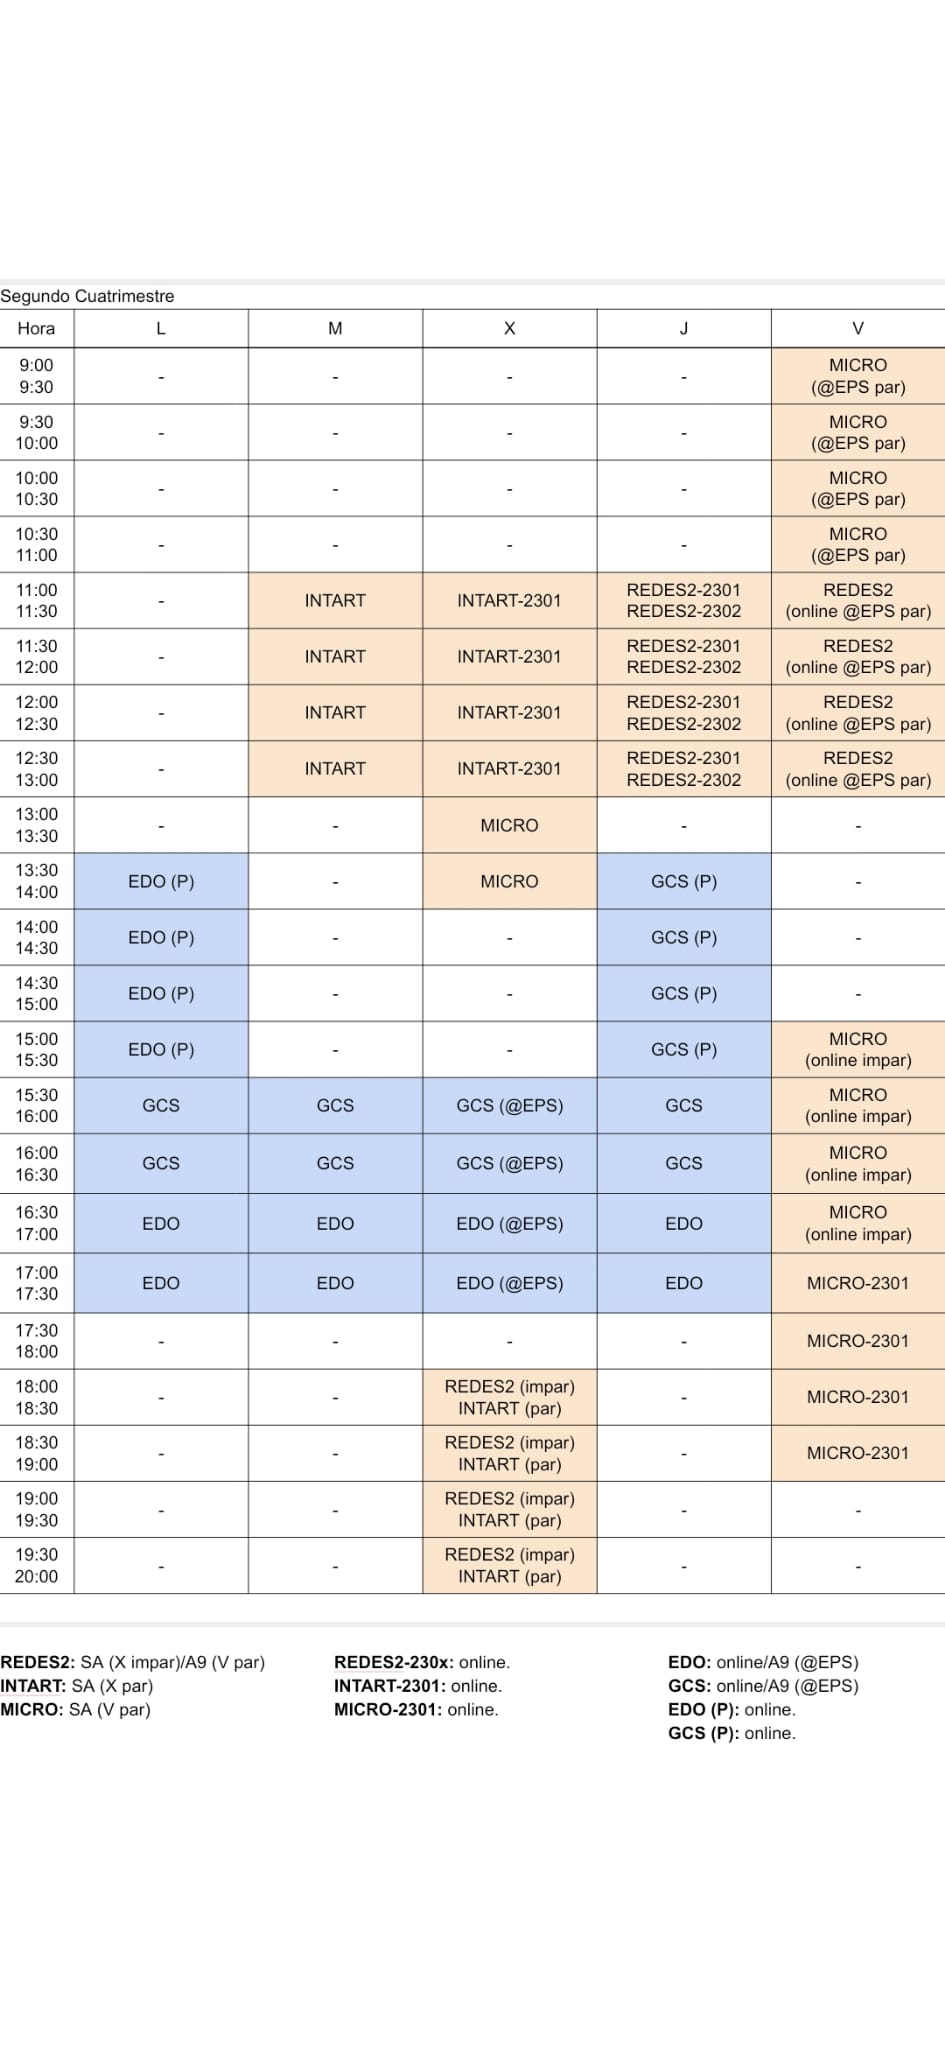 Segundo Cuatrimestre
Hora L M X J V
9:00 MICRO
9:30 - - - - (@EPS par)
9:30 MICRO
10:00 - - - - (@EPS par)
10:00 MICRO
10:30 - - - - (@EPS par)
10:30 MICRO
11:00 - - - - (@EPS par)
11:00 - INTART INTART-2301 REDES2-2301 REDES2
11:30 REDES2-2302 (online @EPS par)
11:30 - INTART INTART-2301 REDES2-2301 REDES2
12:00 REDES2-2302 (online @EPS par)
12:00 - INTART INTART-2301 REDES2-2301 REDES2
12:30 REDES2-2302 (online @EPS par)
12:30 - INTART INTART-2301 REDES2-2301 REDES2
13:00 REDES2-2302 (online @EPS par)
13:00 - - MICRO - -
13:30
13:30 EDO (P) - MICRO GCS (P) -
14:00
14:00 EDO (P) - - GCS (P) -
14:30
14:30 EDO (P) - - GCS (P) -
15:00
15:00 EDO (P) - - GCS (P) MICRO
15:30 (online impar)
15:30 GCS GCS GCS (@EPS) GCS MICRO
16:00 (online impar)
16:00 GCS GCS GCS (@EPS) GCS MICRO
16:30 (online impar)
16:30 EDO EDO EDO (@EPS) EDO MICRO
17:00 (online impar)
17:00 EDO EDO EDO (@EPS) EDO MICRO-2301
17:30
17:30 - - - - MICRO-2301
18:00
18:00 - - REDES2 (impar) - MICRO-2301
18:30 INTART (par)
18:30 - - REDES2 (impar) - MICRO-2301
19:00 INTART (par)
19:00 - - REDES2 (impar) - -
19:30 INTART (par)
19:30 - - REDES2 (impar) - -
20:00 INTART (par)
REDES2: SA (X impar)/A9 (V par)
INTART: SA (X par)
MICRO: SA (V par)
REDES2-230x: online.
INTART-2301: online.
MICRO-2301: online.
EDO: online/A9 (@EPS)
GCS: online/A9 (@EPS)
EDO (P): online.
GCS (P): online.